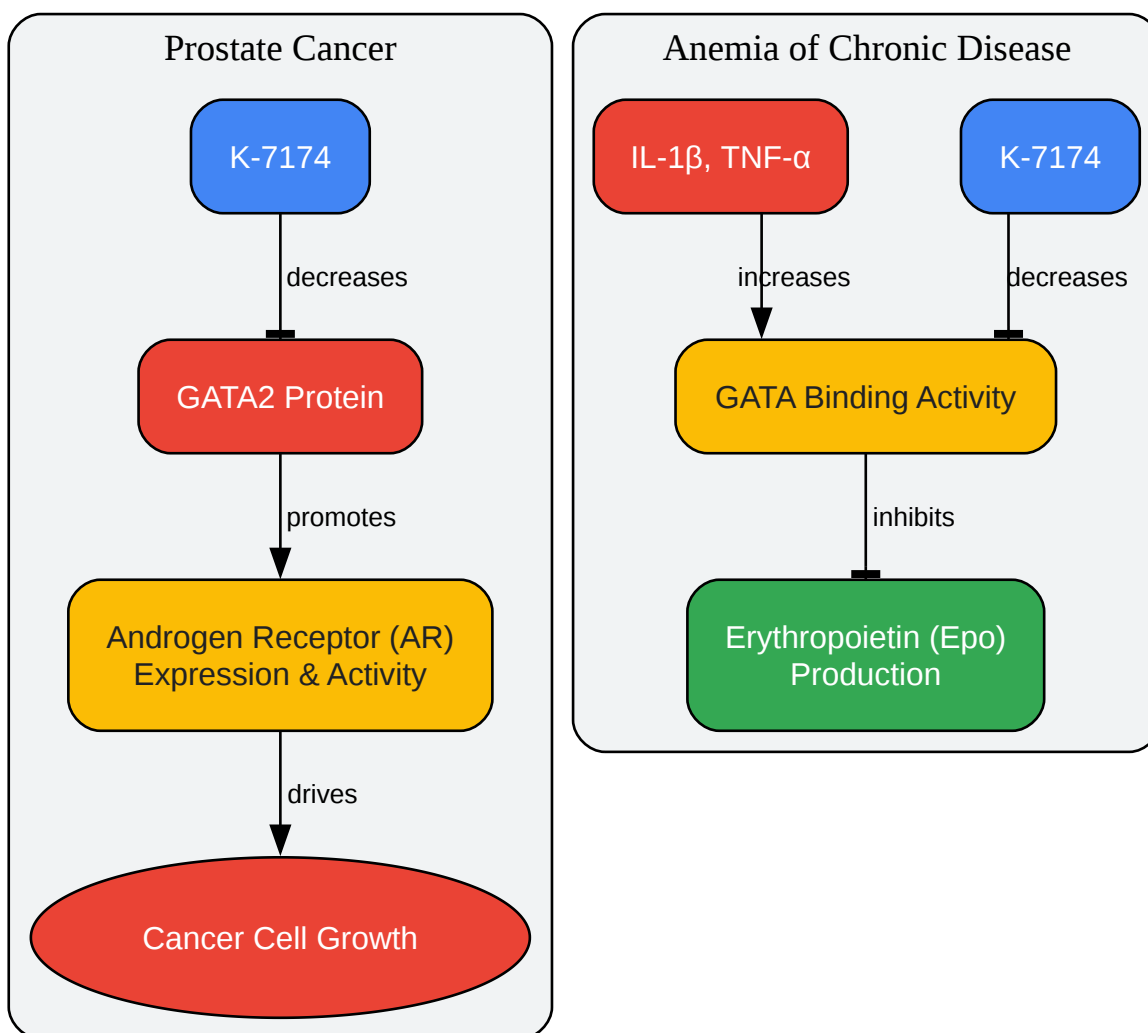 Prostate Cancer
K-7174
decreases
GATA2 Protein
promotes
Androgen Receptor (AR)
Expression & Activity
drives
Cancer Cell Growth
Anemia of Chronic Disease
IL-1β, TNF-α
K-7174
increases
decreases
GATA Binding Activity
inhibits
Erythropoietin (Epo)
Production